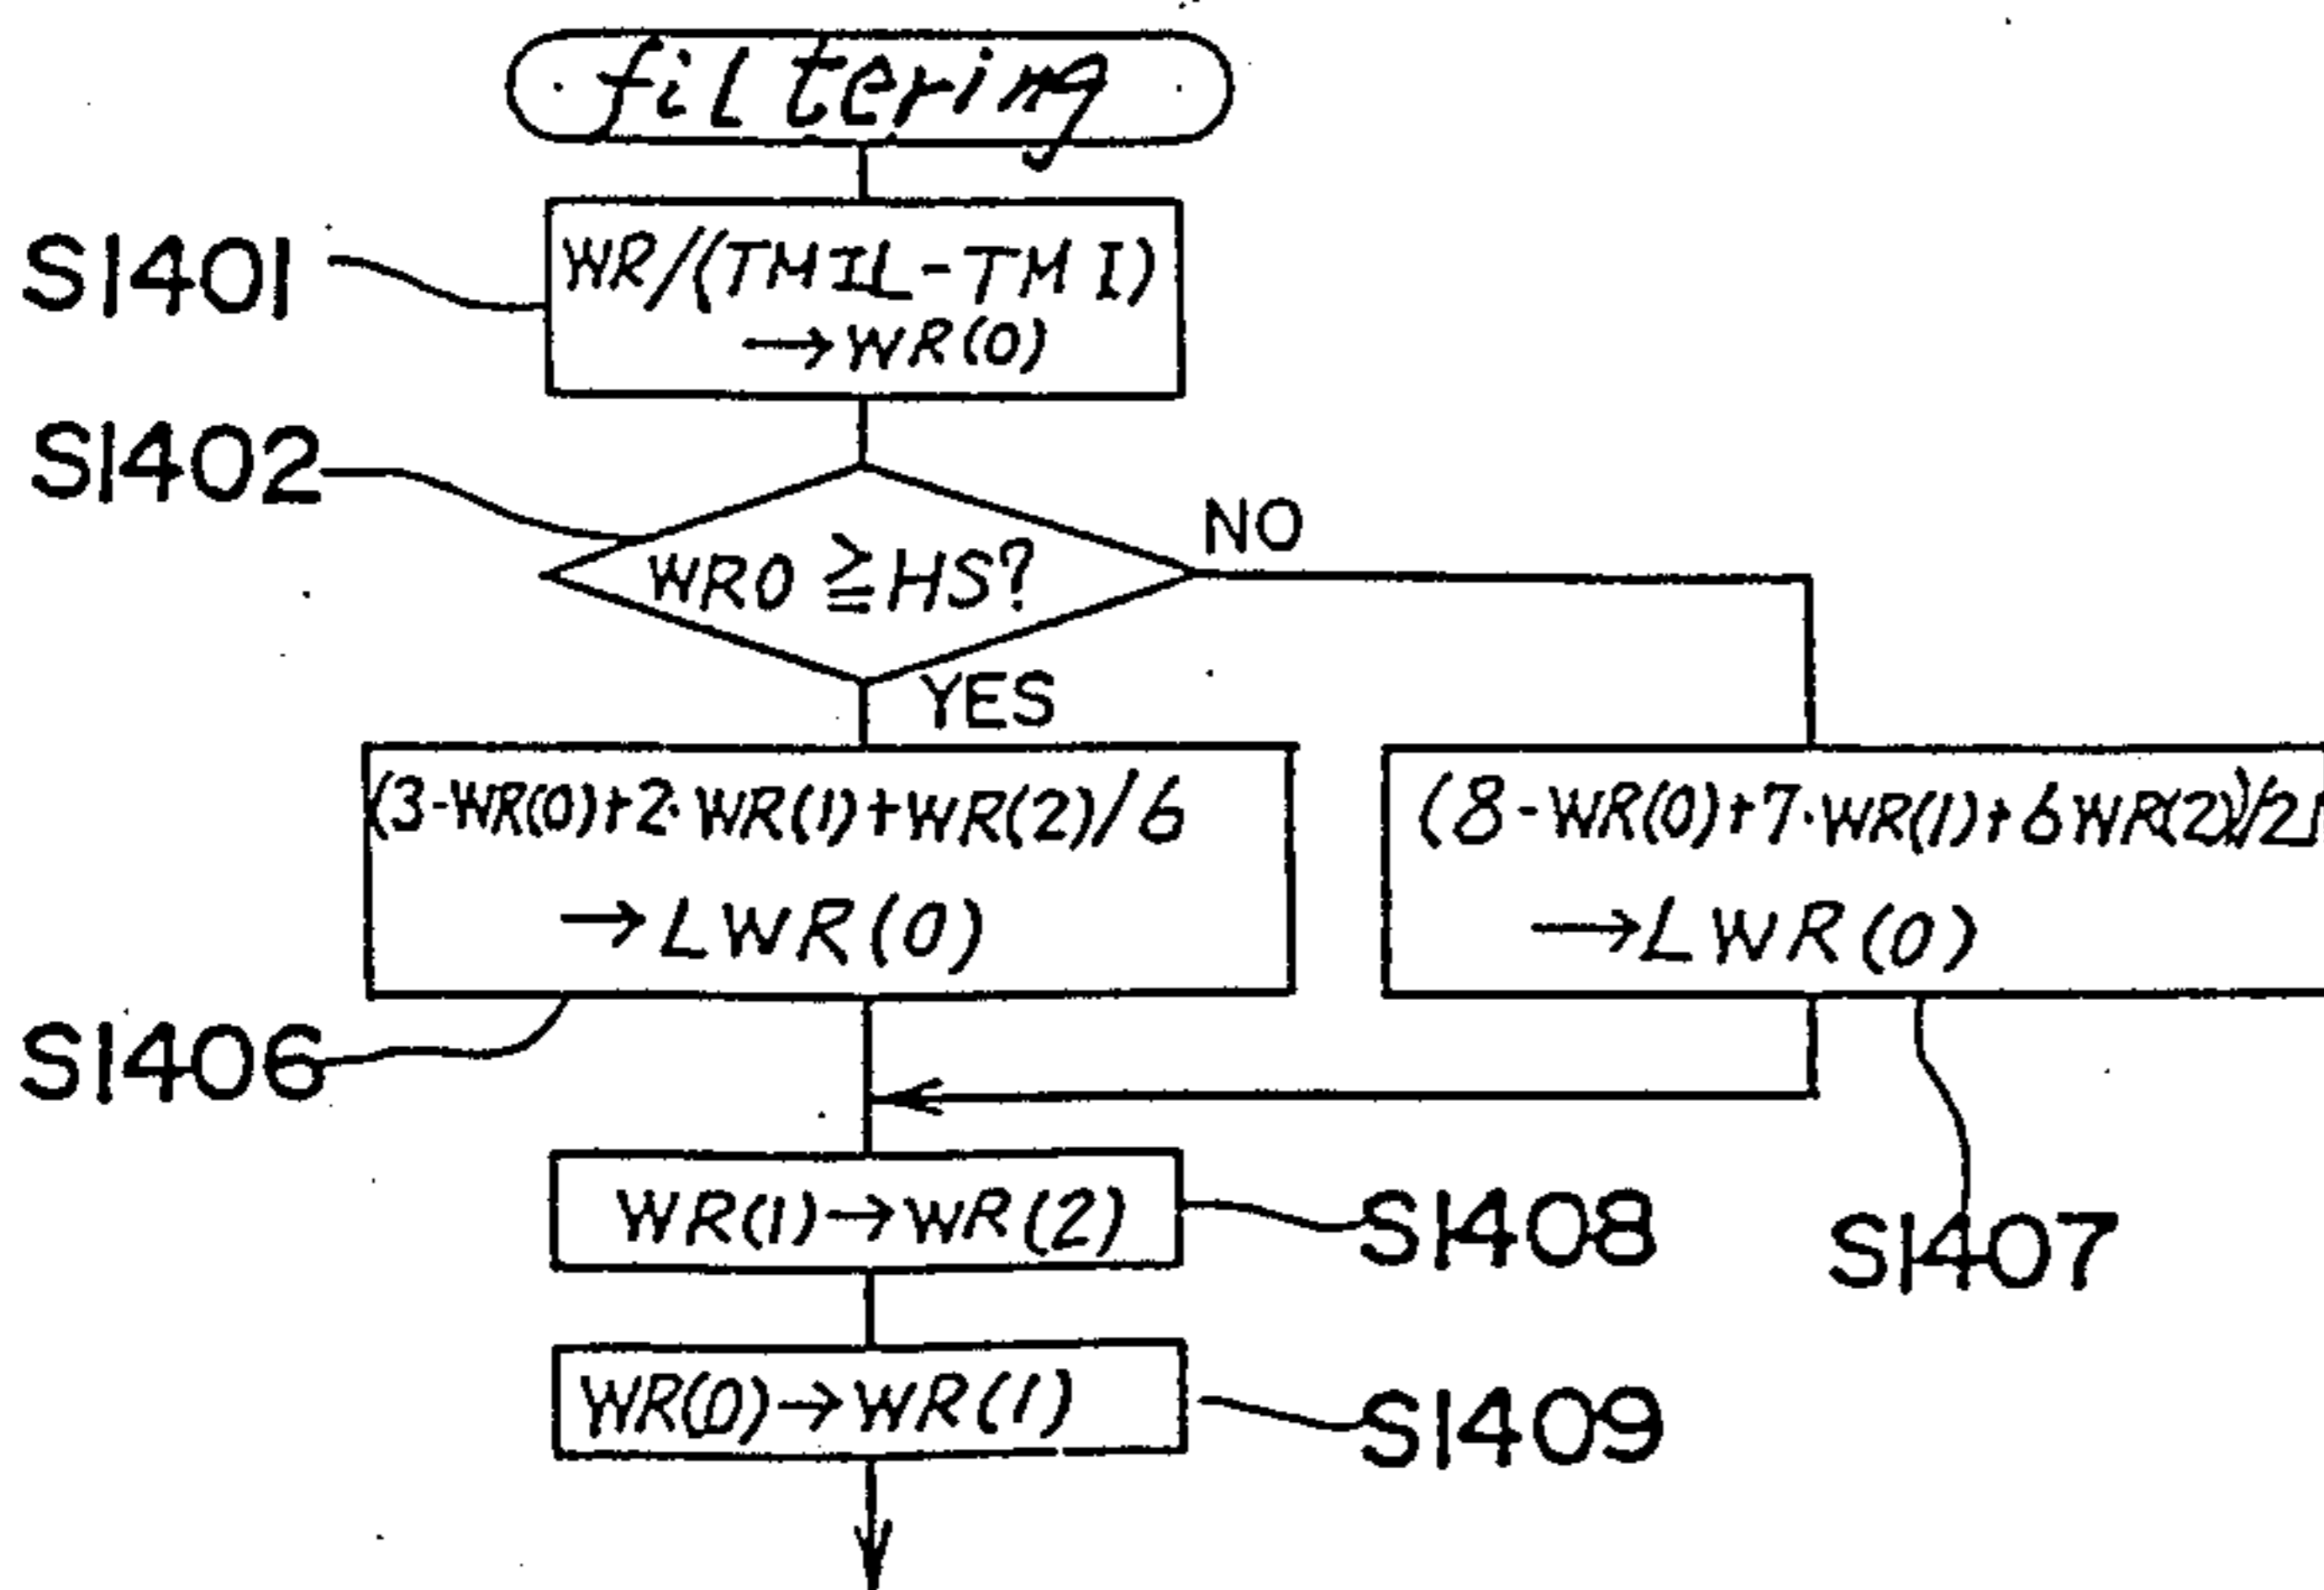 filtering
S1401
WR/(TMIL-TMI)
→WR(0)
S1402
WR0 ≧ HS?
NO
YES
(3-WR(0)+2·WR(1)+WR(2)/6
→LWR(0)
(8-WR(0)+7·WR(1)+6WR(2))/21
→LWR(0)
S1406
WR(1)→WR(2)
S1408
S1407
WR(0)→WR(1)
S1409